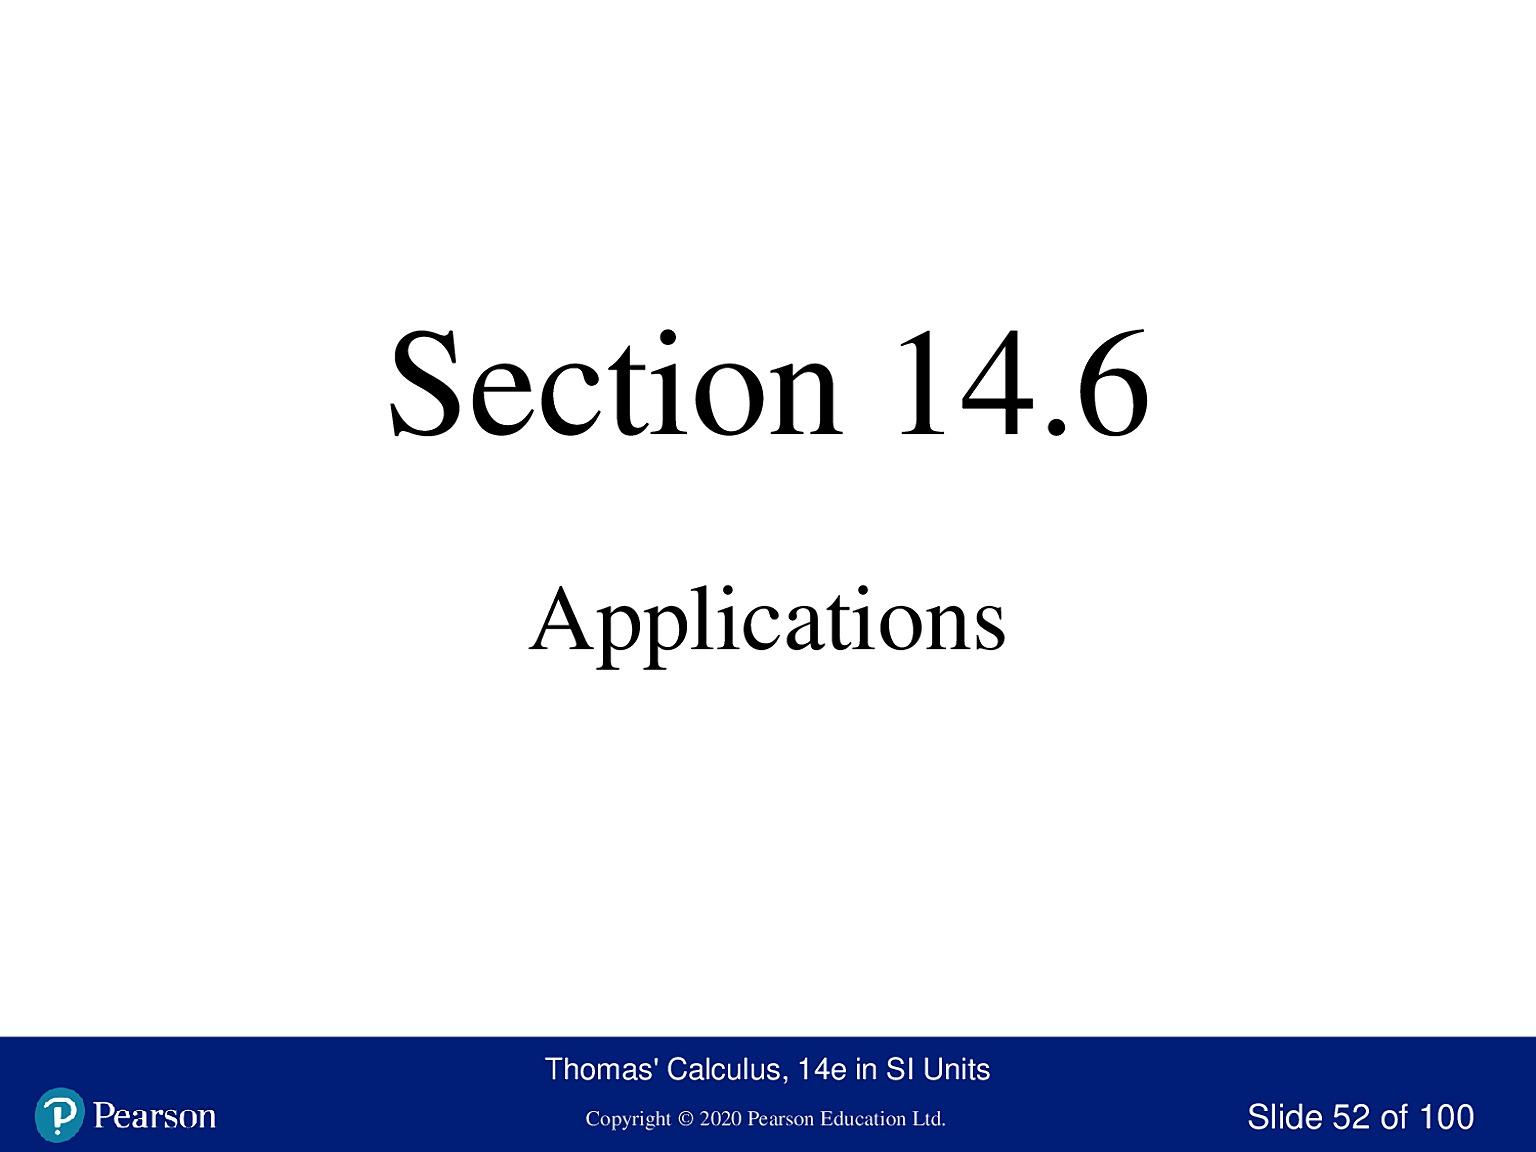 Section 14.6
Applications
Thomas' Calculus, 14e in SI Units
Pearson
Copyright © 2020 Pearson Education Ltd.
Slide 52 of 100